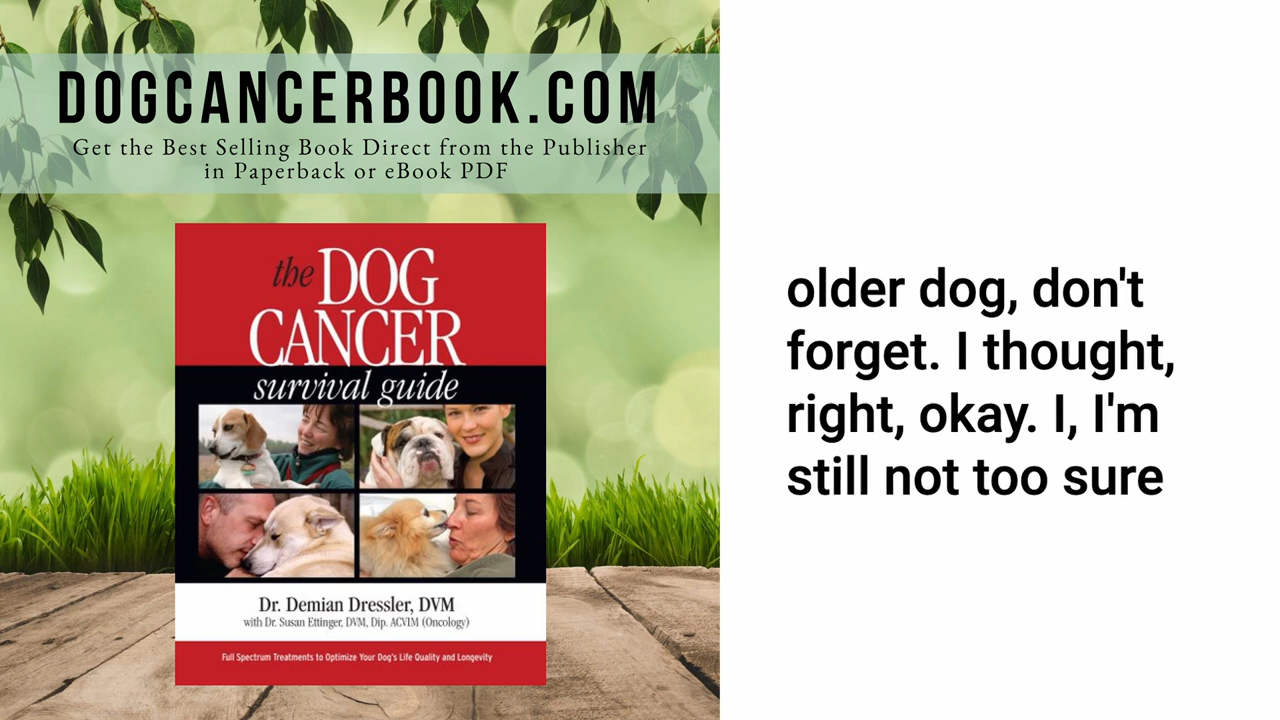 DOGCANCERBOOK.COM
Get the Best Selling Book Direct from the Publisher
in Paperback or eBook PDF
the DOG
CANCER
survival guide
Dr. Demian Dressler, DVM
with Dr. Susan Ettinger, DVM, Dip. ACVIM (Oncology)
Full Spectrum Treatments to Optimize Your Dog's Life Quality and Longevity
older dog, don't
forget. I thought,
right, okay. I, I'm
still not too sure